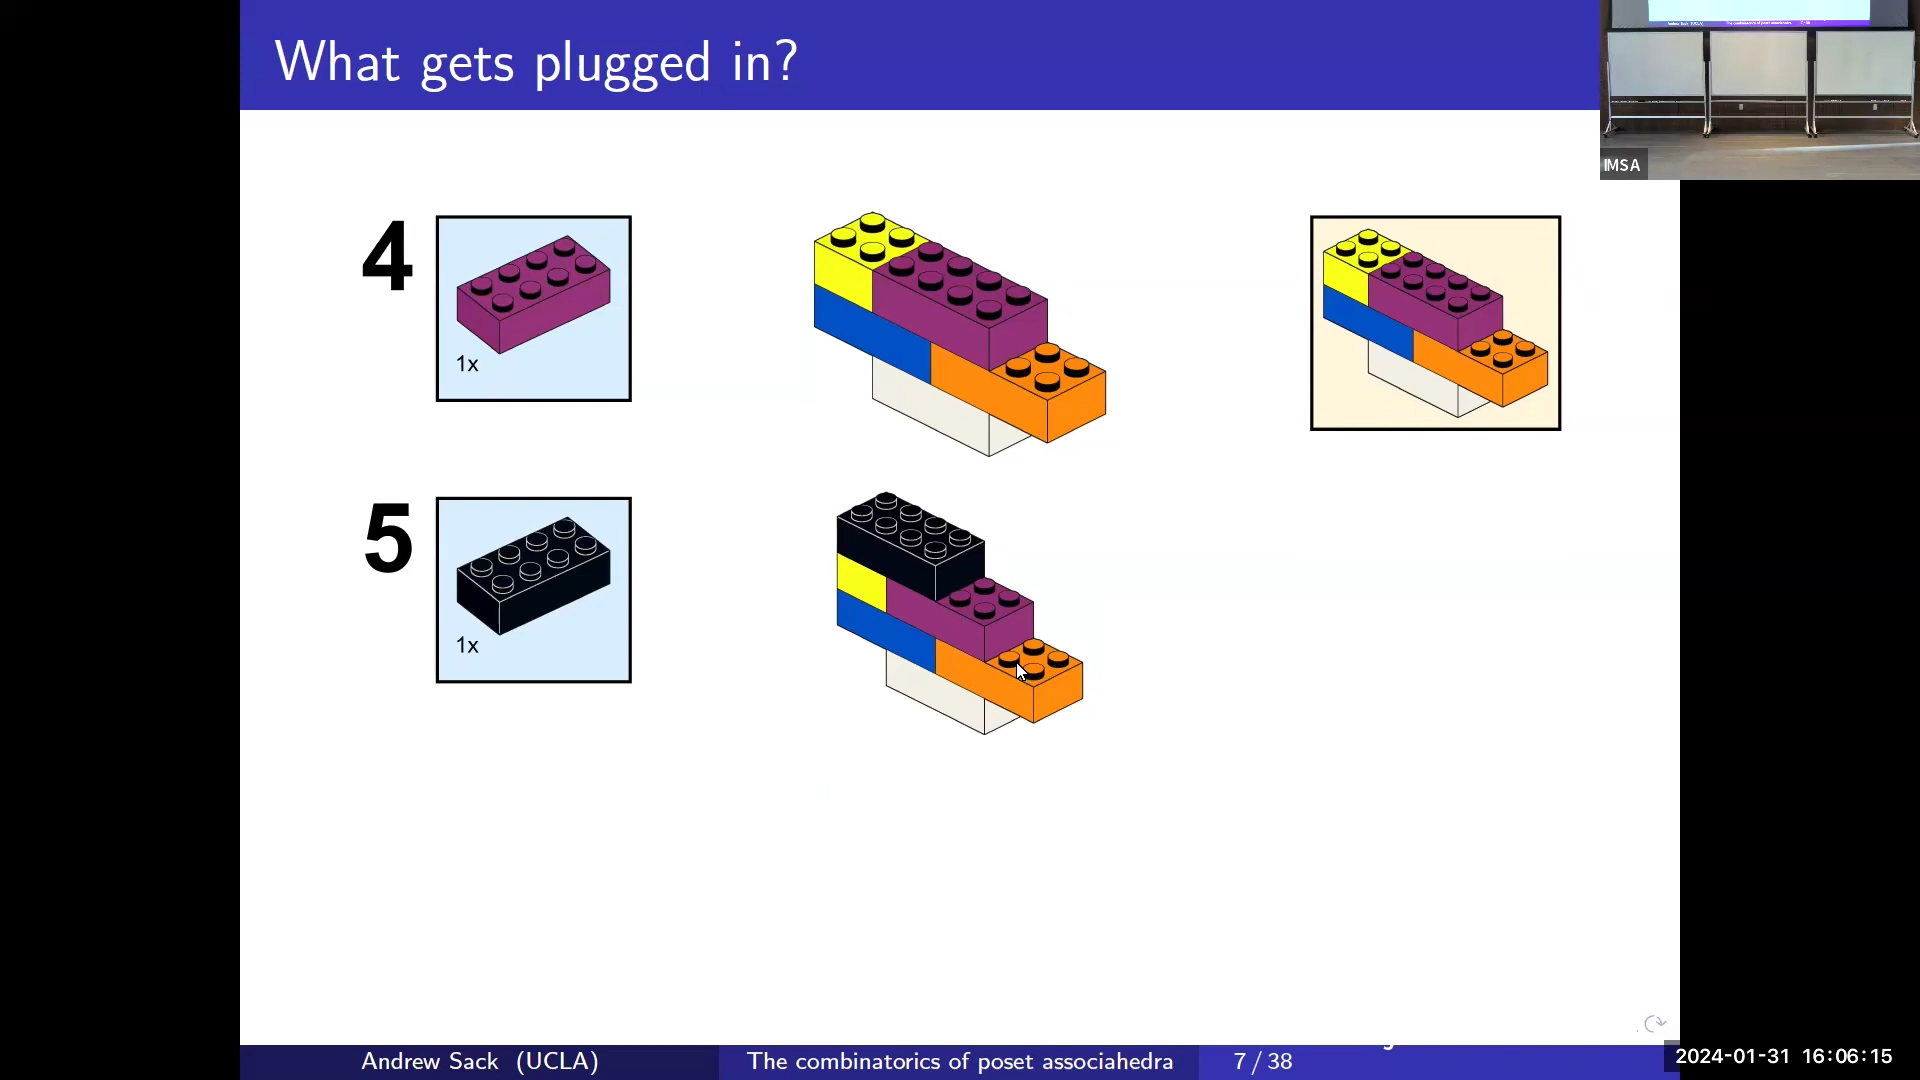 What gets plugged in?
IMSA
4
1x
5
1x
Andrew Sack (UCLA)
The combinatorics of poset associahedra
7 / 38
2024-01-31 16:06:15